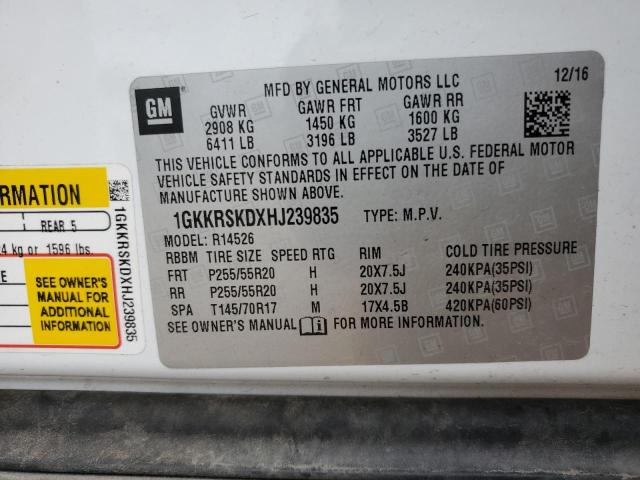 MFD BY GENERAL MOTORS LLC
12/16
GM
GVWR GAWR FRT GAWR RR
2908 KG 1450 KG 1600 KG
6411 LB 3196 LB 3527 LB
THIS VEHICLE CONFORMS TO ALL APPLICABLE U.S. FEDERAL MOTOR
VEHICLE SAFETY STANDARDS IN EFFECT ON THE DATE OF
MANUFACTURE SHOWN ABOVE.
1GKKRSKDXHJ239835 TYPE: M.P.V.
MODEL: R14526
RBBM TIRE SIZE SPEED RTG RIM COLD TIRE PRESSURE
FRT P255/55R20 H 20X7.5J 240KPA(35PSI)
RR P255/55R20 H 20X7.5J 240KPA(35PSI)
SPA T145/70R17 M 17X4.5B 420KPA(60PSI)
SEE OWNER'S MANUAL FOR MORE INFORMATION.
ORMATION
REAR 5
4 kg or 1596 lbs.
E
SEE OWNER'S
MANUAL FOR
ADDITIONAL
INFORMATION
1GKKRSKDXHJ239835